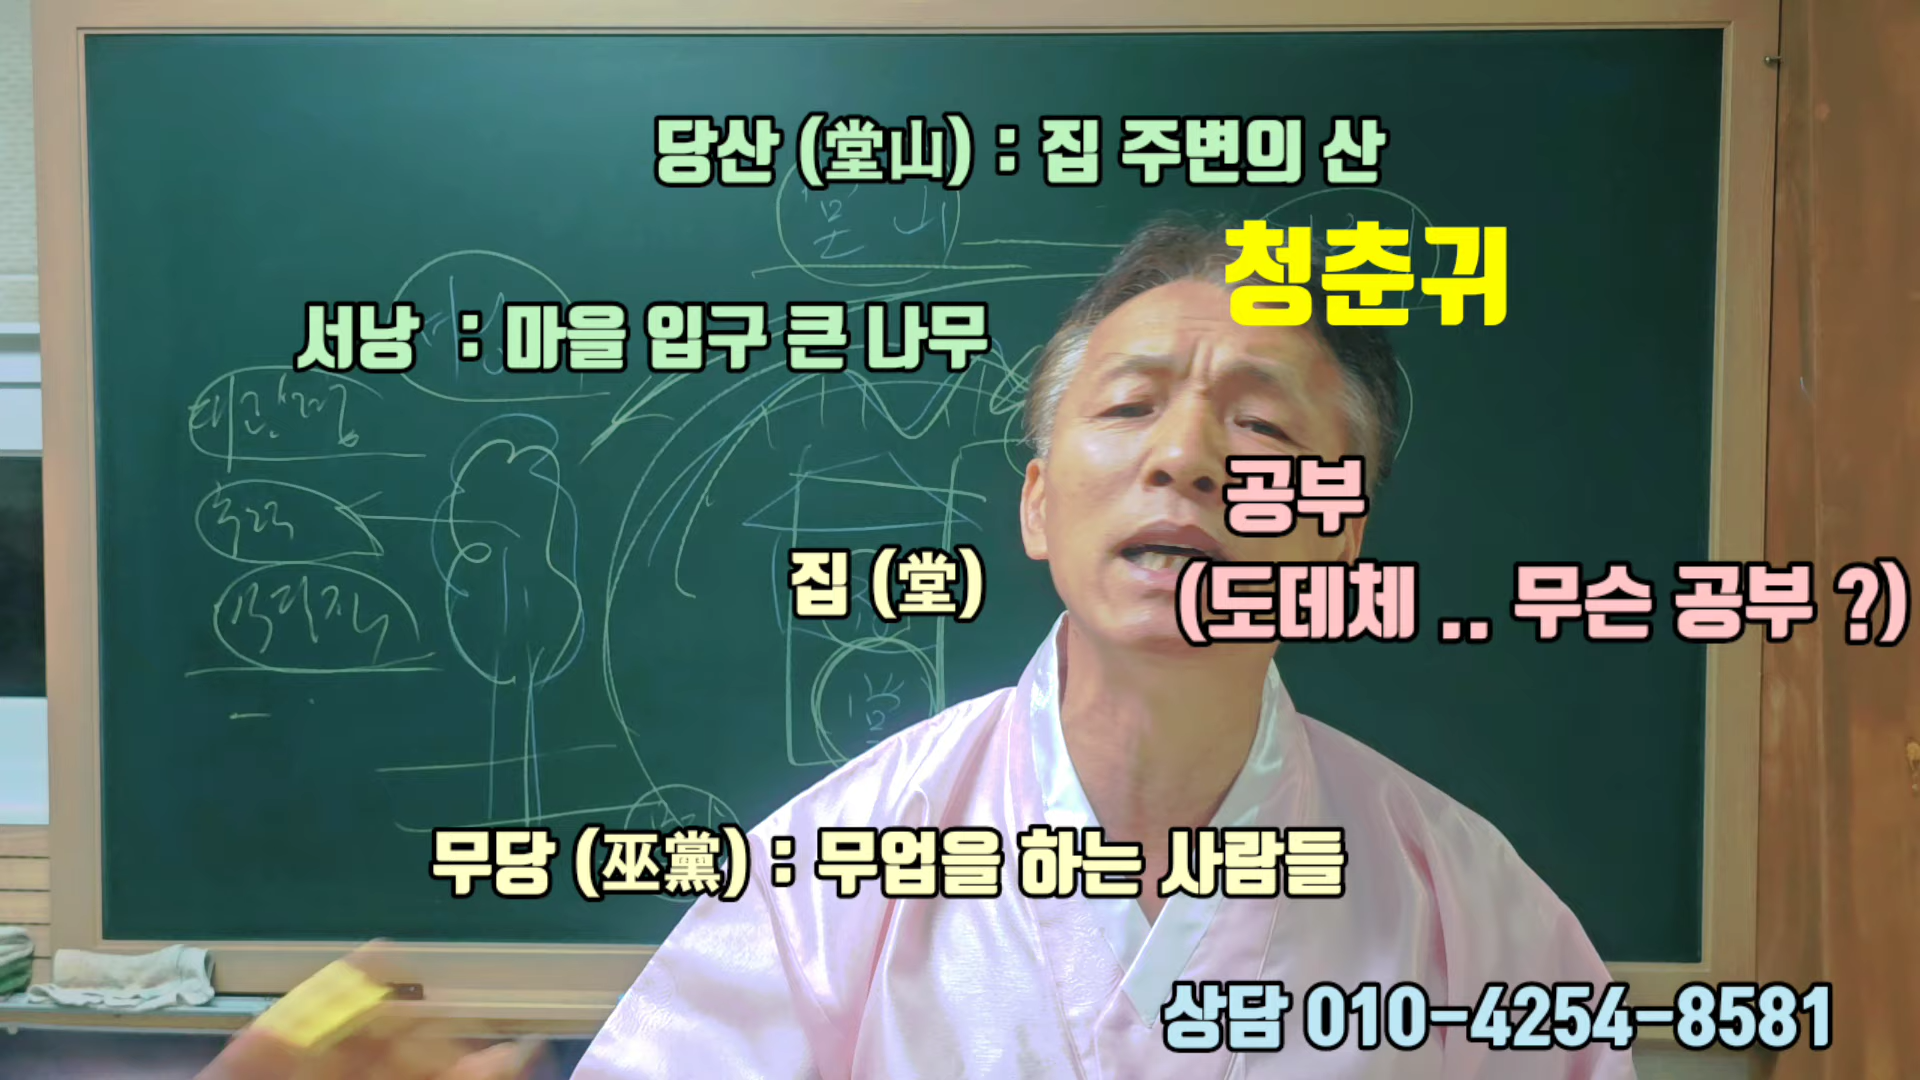 당산 (堂山) : 집 주변의 산
청춘귀
서낭 : 마을 입구 큰 나무
공부
집 (堂)
(도데체 .. 무슨 공부 ?)
무당 (巫黨) : 무업을 하는 사람들
상담 010-4254-8581
堂